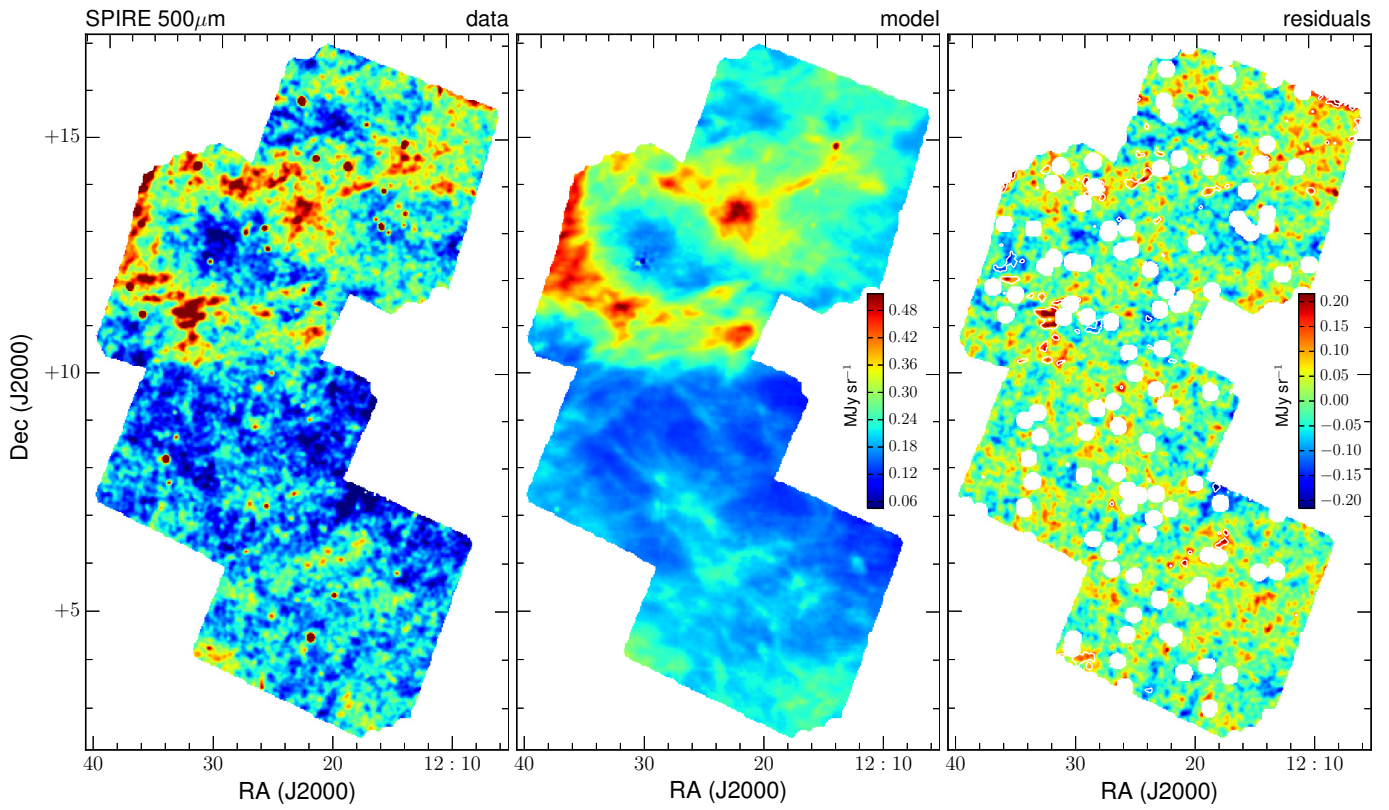 SPIRE 500μm data
model
residuals
+15
+10
+5
Dec (J2000)
0.48
0.42
0.36
0.30
0.24
0.18
0.12
0.06
MJy sr⁻¹
0.20
0.15
0.10
0.05
0.00
−0.05
−0.10
−0.15
−0.20
MJy sr⁻¹
40 30 20 12 : 10
40 30 20 12 : 10
40 30 20 12 : 10
RA (J2000)
RA (J2000)
RA (J2000)